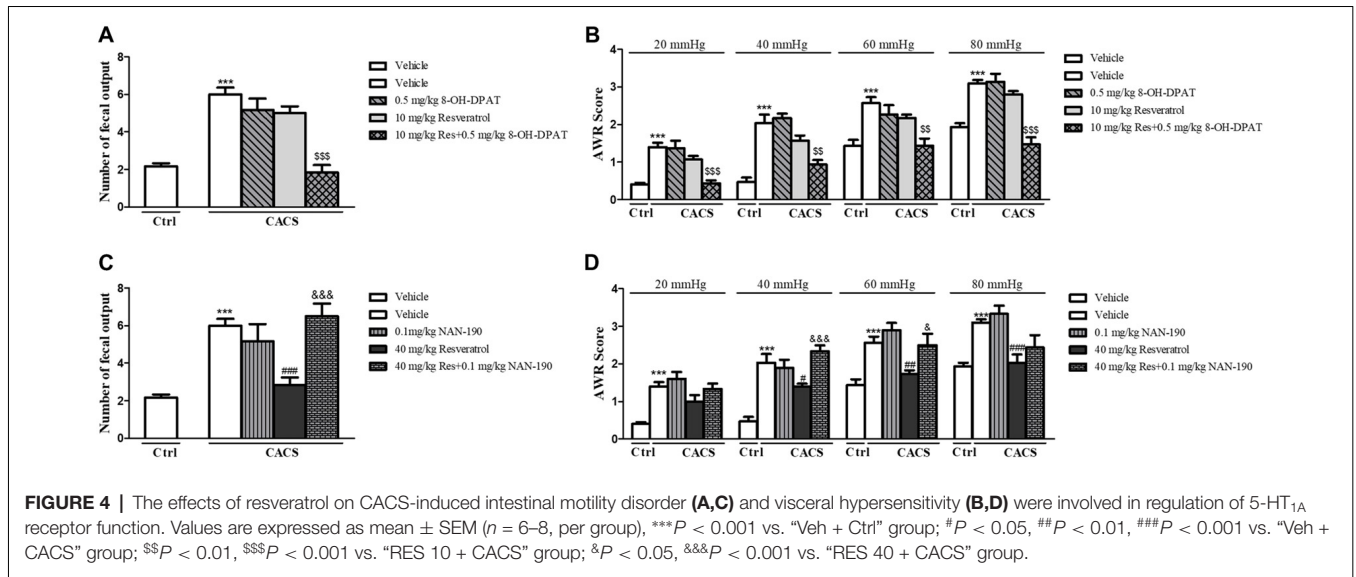 A
Number of fecal output
8
6
4
2
0
***
$$$
Ctrl
CACS
Vehicle
Vehicle
0.5 mg/kg 8-OH-DPAT
10 mg/kg Resveratrol
10 mg/kg Res+0.5 mg/kg 8-OH-DPAT
B
AWR Score
4
3
2
1
0
20 mmHg
40 mmHg
60 mmHg
80 mmHg
***
$$$
***
$$
***
$$
***
$$$
Ctrl
CACS
Ctrl
CACS
Ctrl
CACS
Ctrl
CACS
Vehicle
Vehicle
0.5 mg/kg 8-OH-DPAT
10 mg/kg Resveratrol
10 mg/kg Res+0.5 mg/kg 8-OH-DPAT
C
Number of fecal output
8
6
4
2
0
***
###
&&&
Ctrl
CACS
Vehicle
Vehicle
0.1mg/kg NAN-190
40 mg/kg Resveratrol
40 mg/kg Res+0.1 mg/kg NAN-190
D
AWR Score
4
3
2
1
0
20 mmHg
40 mmHg
60 mmHg
80 mmHg
***
***
#
&&&
***
##
&
***
###
Ctrl
CACS
Ctrl
CACS
Ctrl
CACS
Ctrl
CACS
Vehicle
Vehicle
0.1 mg/kg NAN-190
40 mg/kg Resveratrol
40 mg/kg Res+0.1 mg/kg NAN-190
FIGURE 4 | The effects of resveratrol on CACS-induced intestinal motility disorder (A,C) and visceral hypersensitivity (B,D) were involved in regulation of 5-HT1A
receptor function. Values are expressed as mean ± SEM (n = 6–8, per group), ***P < 0.001 vs. “Veh + Ctrl” group; #P < 0.05, ##P < 0.01, ###P < 0.001 vs. “Veh +
CACS” group; $$P < 0.01, $$$P < 0.001 vs. “RES 10 + CACS” group; &P < 0.05, &&&P < 0.001 vs. “RES 40 + CACS” group.